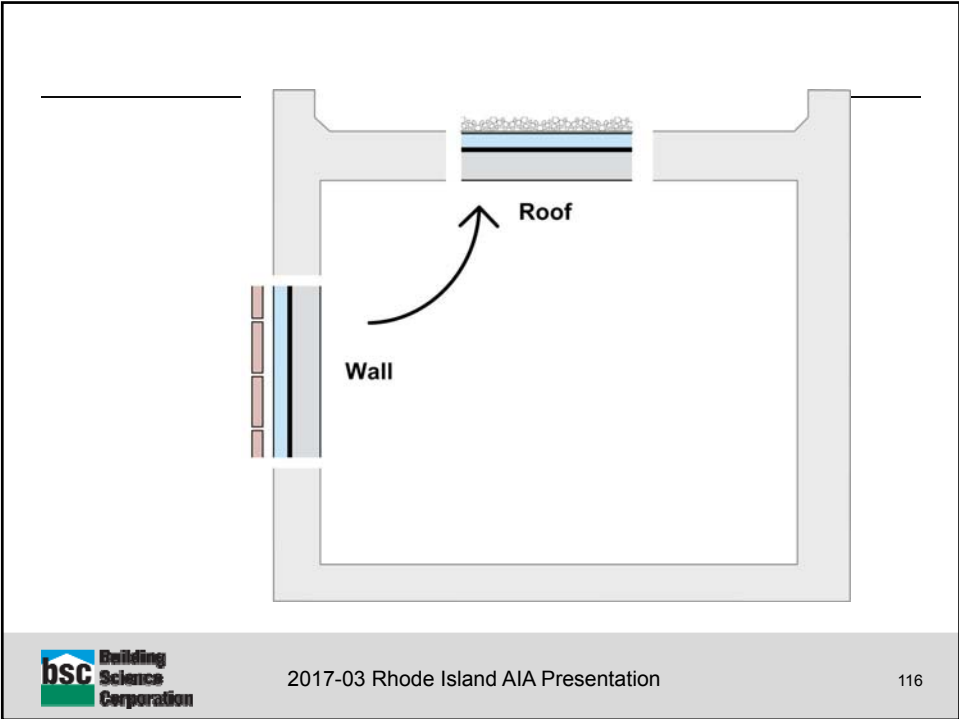 Roof
Wall
bsc
Building
Science
Corporation
2017-03 Rhode Island AIA Presentation
116